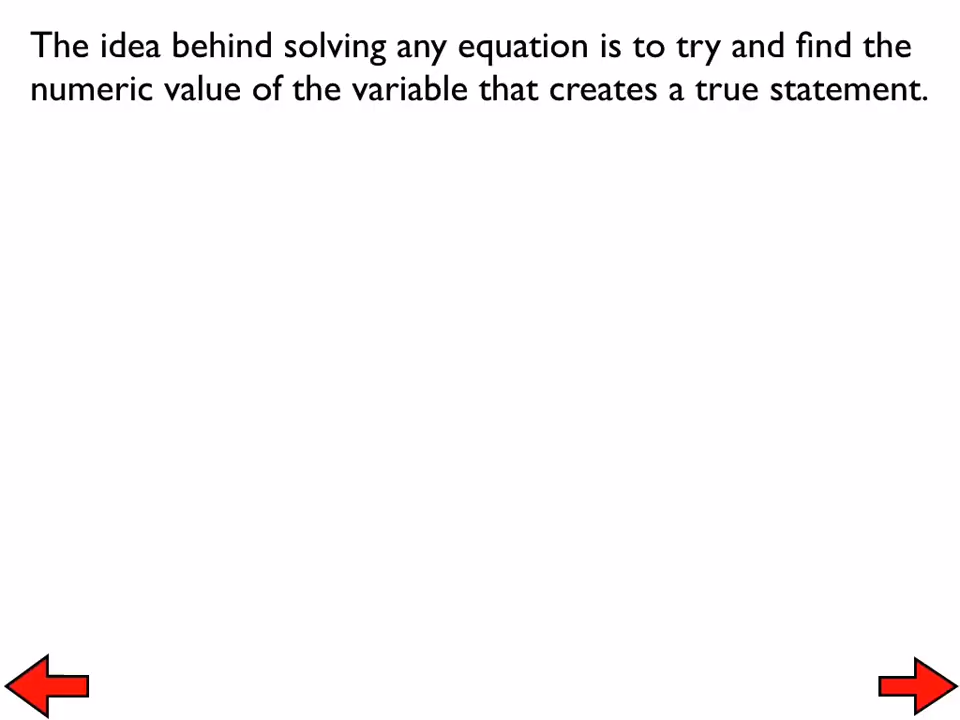 The idea behind solving any equation is to try and find the
numeric value of the variable that creates a true statement.